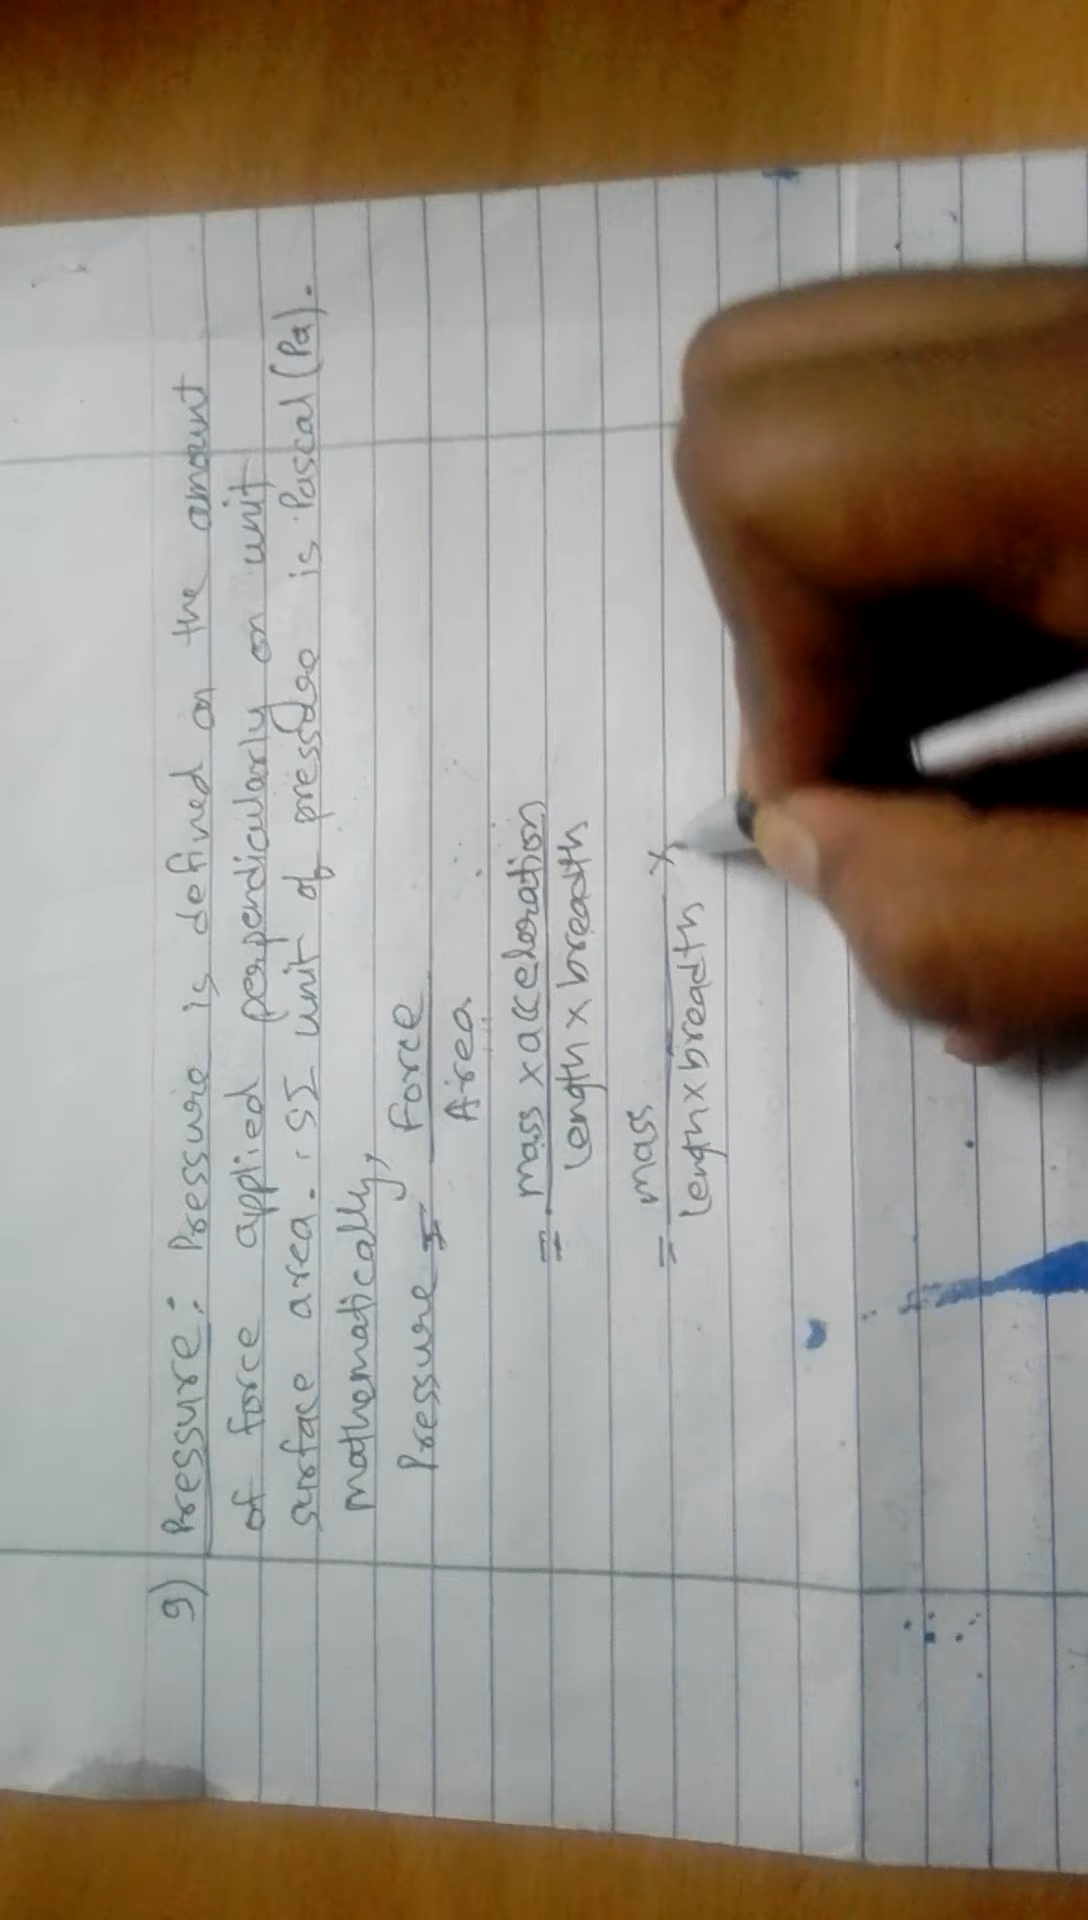 9) Pressure: Pressure is defined on the amount
of force applied perpendicularly on unit
surface area. SI unit of pressure is Pascal (Pa).
Mathematically,
Pressure = Force
Area
= mass x acceleration
length x breadth
= mass x
length x breadth